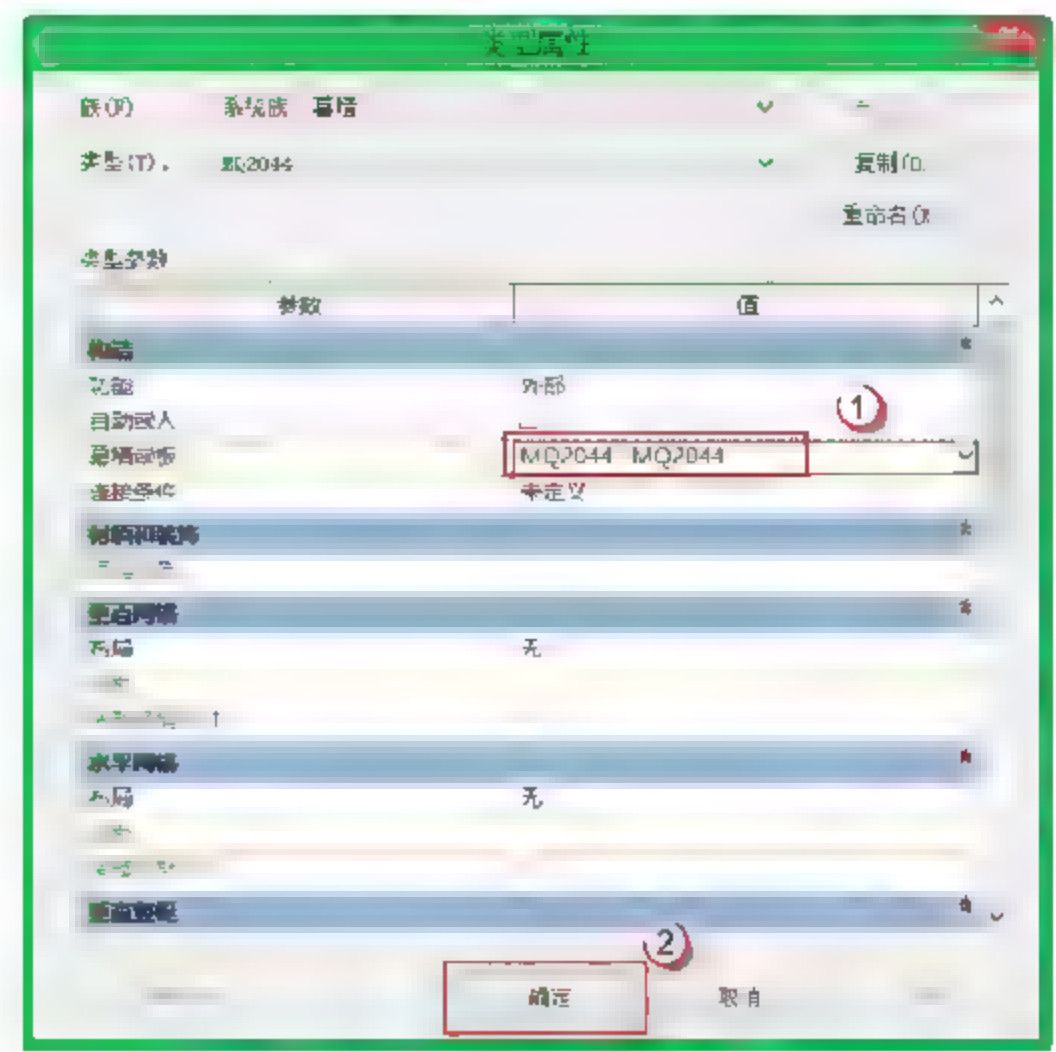 类型属性
族(F) 系统族 幕墙
类型(T) MQ2044 复制(D.
重命名(R
类型参数
参数 值
构造
功能 外部
自动嵌入
幕墙嵌板 MQ2044 MQ2044
①
连接条件 未定义
材质和装饰
垂直网格
布局 无
水平网格
布局 无
垂直竖梃
②
确定 取消